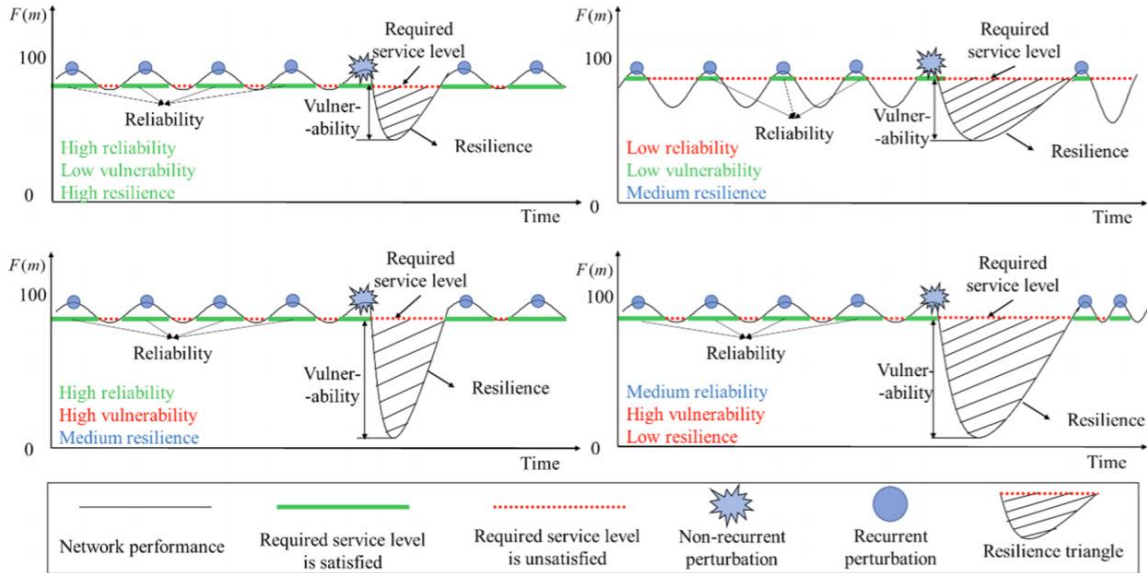 F(m)
100
Required
service level
Vulner-
-ability
Reliability
Resilience
High reliability
Low vulnerability
High resilience
0
Time
F(m)
100
Required
service level
Vulner-
-ability
Reliability
Resilience
Low reliability
Low vulnerability
Medium resilience
0
Time
F(m)
100
Required
service level
Reliability
Vulner-
-ability
Resilience
High reliability
High vulnerability
Medium resilience
0
Time
F(m)
100
Required
service level
Reliability
Vulner-
-ability
Resilience
Medium reliability
High vulnerability
Low resilience
0
Time
Network performance
Required service level
is satisfied
Required service level
is unsatisfied
Non-recurrent
perturbation
Recurrent
perturbation
Resilience triangle